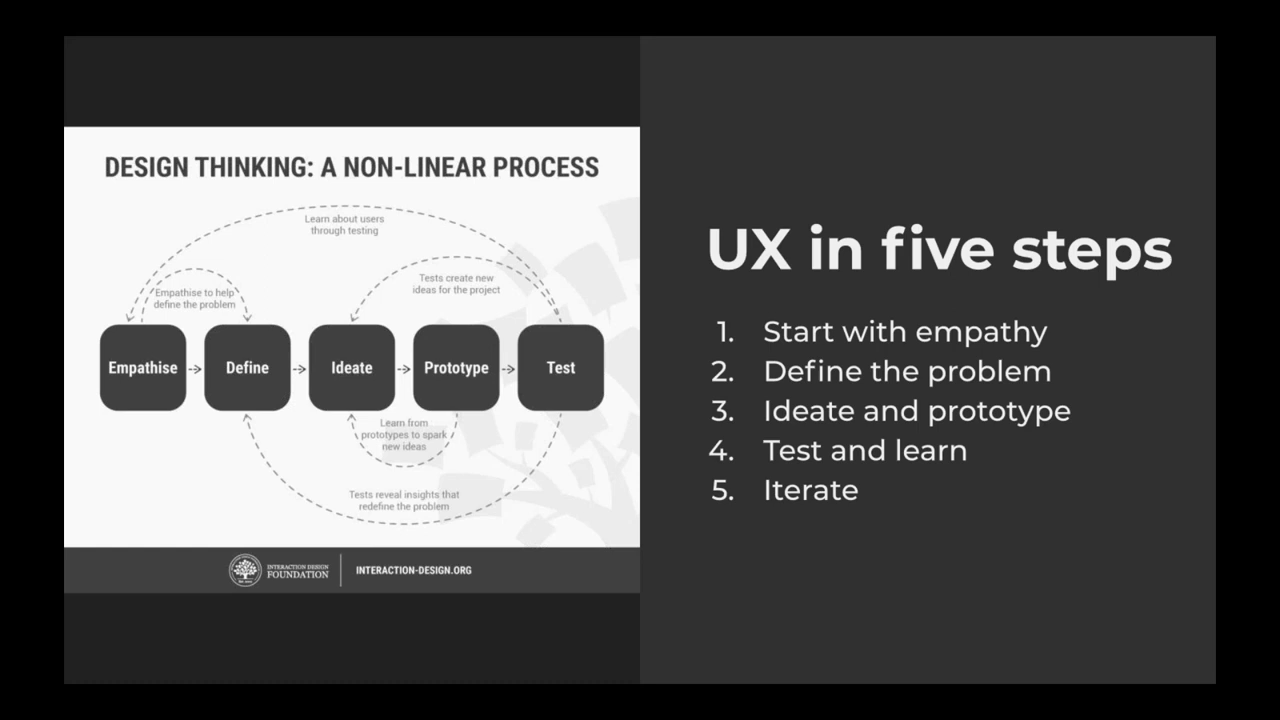 DESIGN THINKING: A NON-LINEAR PROCESS
Learn about users
through testing
Tests create new
ideas for the project
Empathise to help
define the problem
Empathise
Define
Ideate
Prototype
Test
Learn from
prototypes to spark
new ideas
Tests reveal insights that
redefine the problem
INTERACTION DESIGN
FOUNDATION
INTERACTION-DESIGN.ORG
UX in five steps
1. Start with empathy
2. Define the problem
3. Ideate and prototype
4. Test and learn
5. Iterate